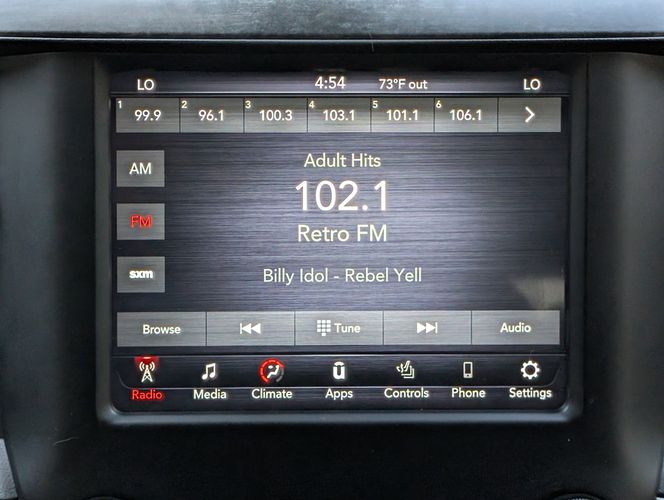 LO 4:54 73°F out LO
1 99.9 2 96.1 3 100.3 4 103.1 5 101.1 6 106.1
AM
Adult Hits
102.1
FM
Retro FM
sxm
Billy Idol - Rebel Yell
Browse Tune Audio
Radio Media Climate Apps Controls Phone Settings